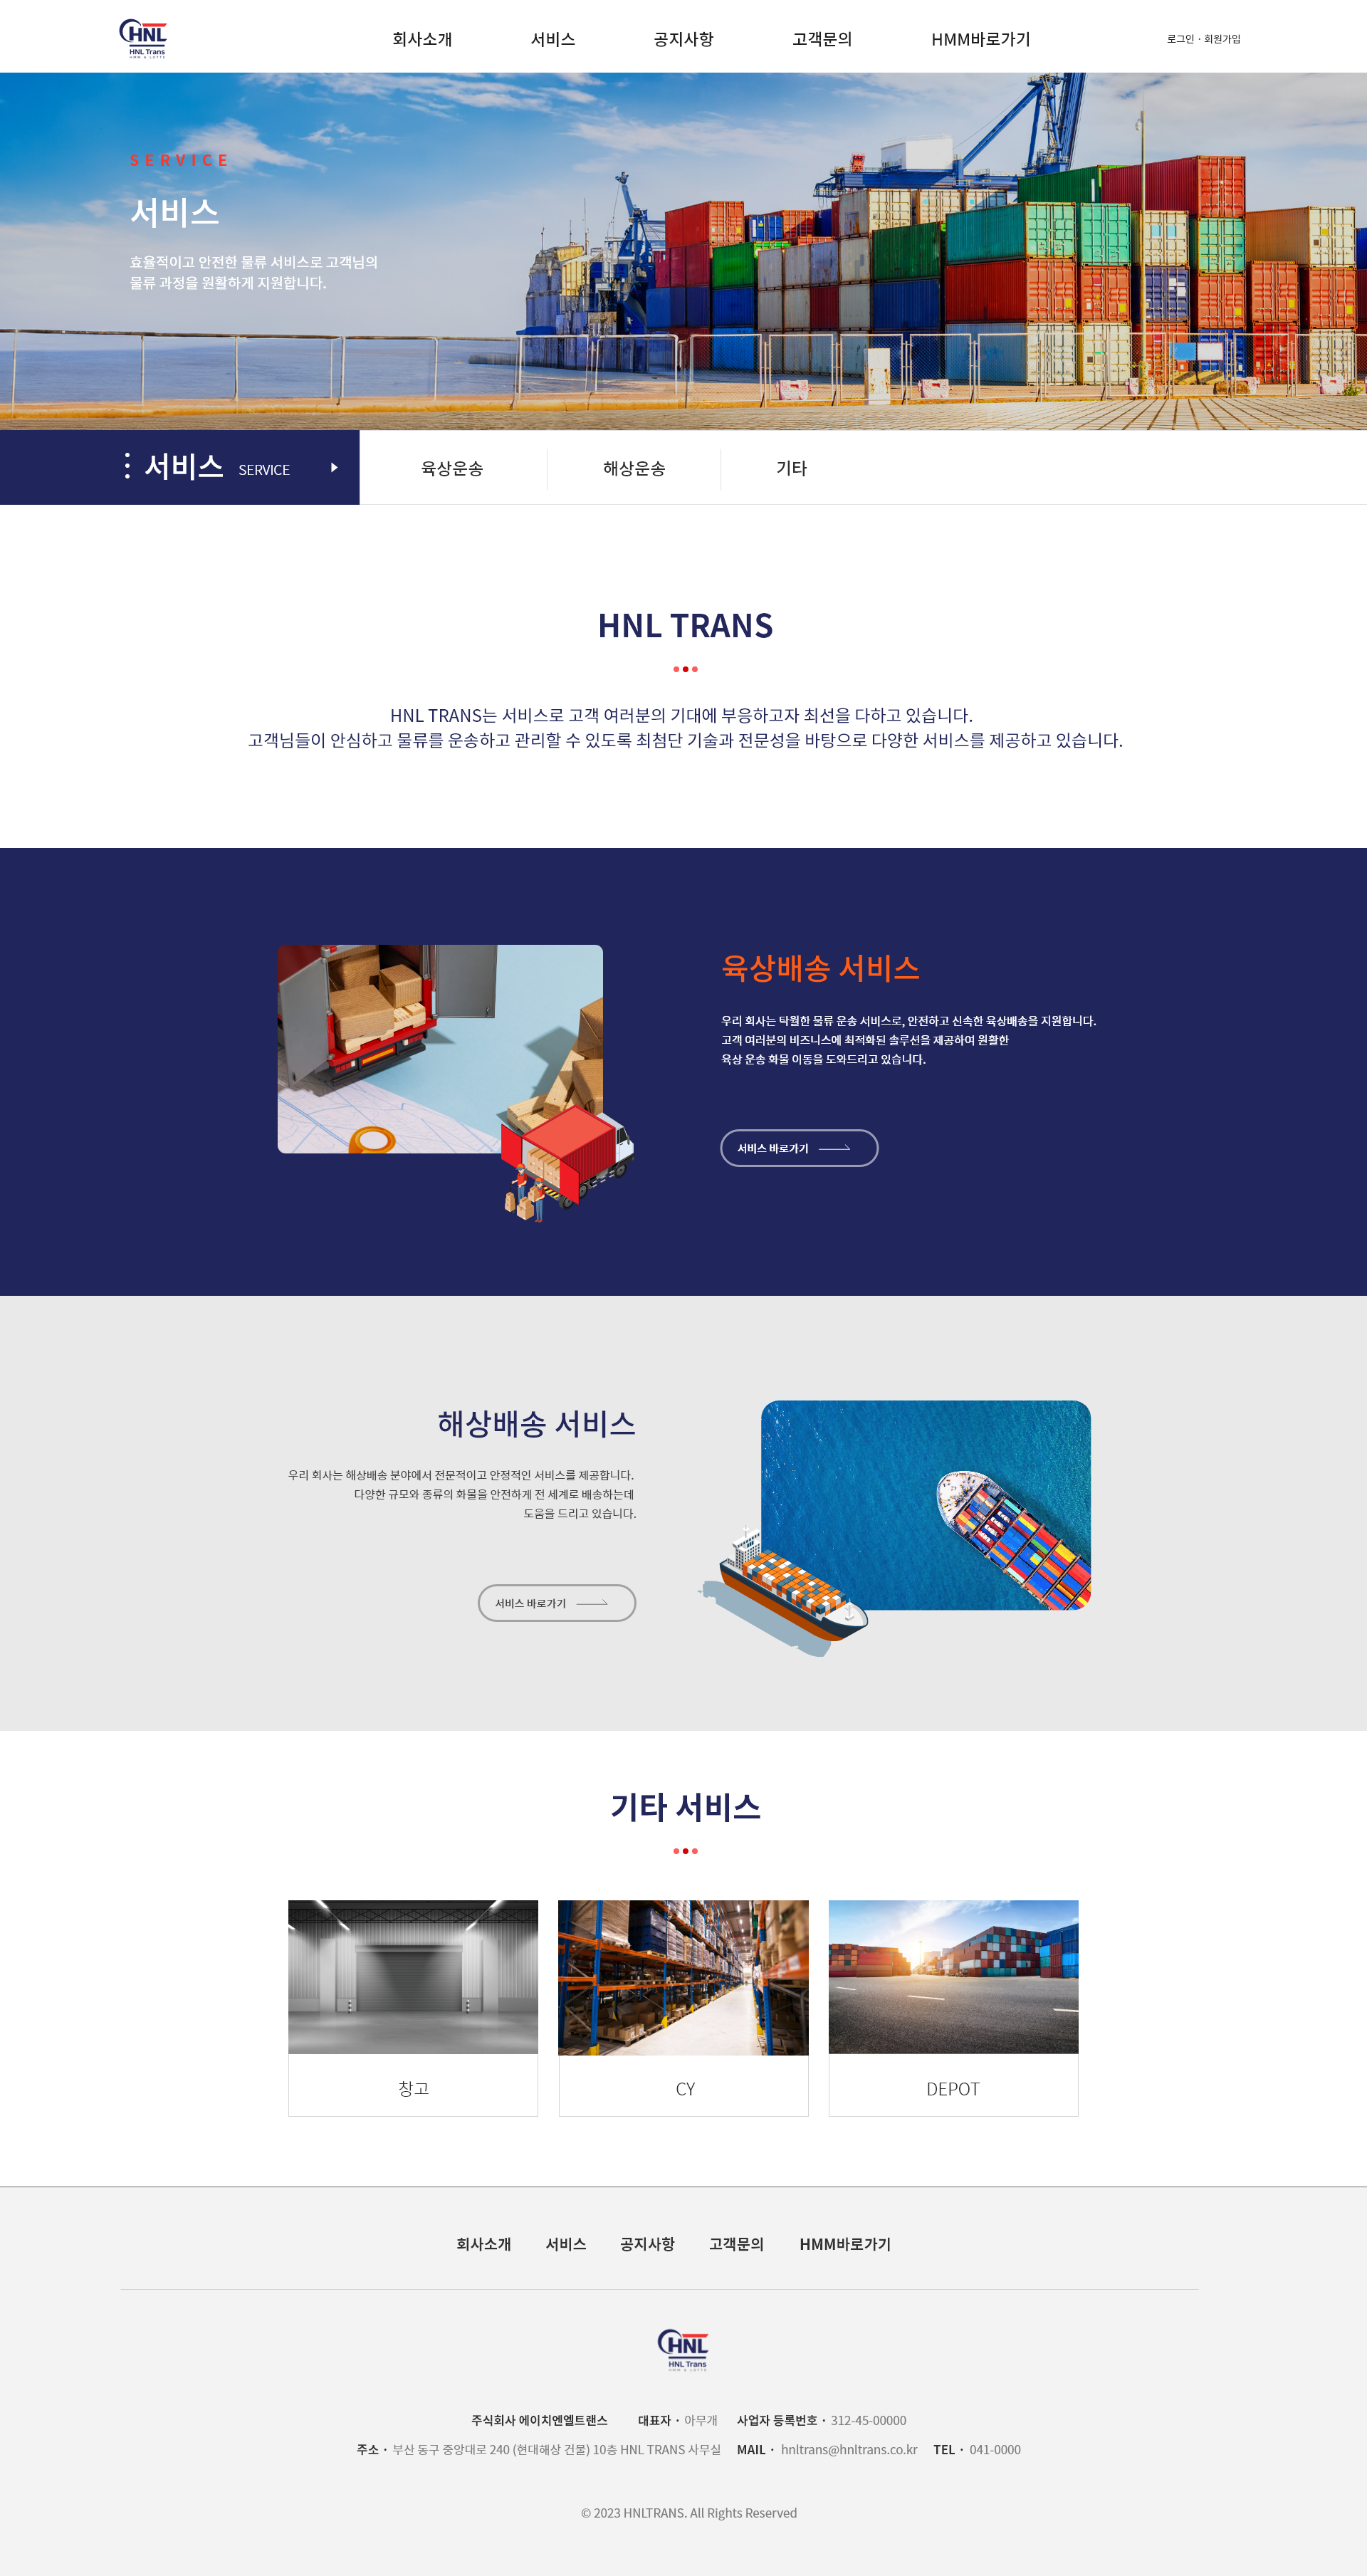 HNL
HNL Trans
HMM & LOTTE
회사소개 서비스 공지사항 고객문의 HMM바로가기
로그인 · 회원가입
SERVICE
서비스
효율적이고 안전한 물류 서비스로 고객님의
물류 과정을 원활하게 지원합니다.
서비스 SERVICE
육상운송 해상운송 기타
HNL TRANS
HNL TRANS는 서비스로 고객 여러분의 기대에 부응하고자 최선을 다하고 있습니다.
고객님들이 안심하고 물류를 운송하고 관리할 수 있도록 최첨단 기술과 전문성을 바탕으로 다양한 서비스를 제공하고 있습니다.
육상배송 서비스
우리 회사는 탁월한 물류 운송 서비스로, 안전하고 신속한 육상배송을 지원합니다.
고객 여러분의 비즈니스에 최적화된 솔루션을 제공하여 원활한
육상 운송 화물 이동을 도와드리고 있습니다.
서비스 바로가기
해상배송 서비스
우리 회사는 해상배송 분야에서 전문적이고 안정적인 서비스를 제공합니다.
다양한 규모와 종류의 화물을 안전하게 전 세계로 배송하는데
도움을 드리고 있습니다.
서비스 바로가기
기타 서비스
창고
CY
DEPOT
회사소개 서비스 공지사항 고객문의 HMM바로가기
HNL
HNL Trans
HMM & LOTTE
주식회사 에이치엔엘트랜스 대표자 · 아무개 사업자 등록번호 · 312-45-00000
주소 · 부산 동구 중앙대로 240 (현대해상 건물) 10층 HNL TRANS 사무실 MAIL · hnltrans@hnltrans.co.kr TEL · 041-0000
© 2023 HNLTRANS. All Rights Reserved